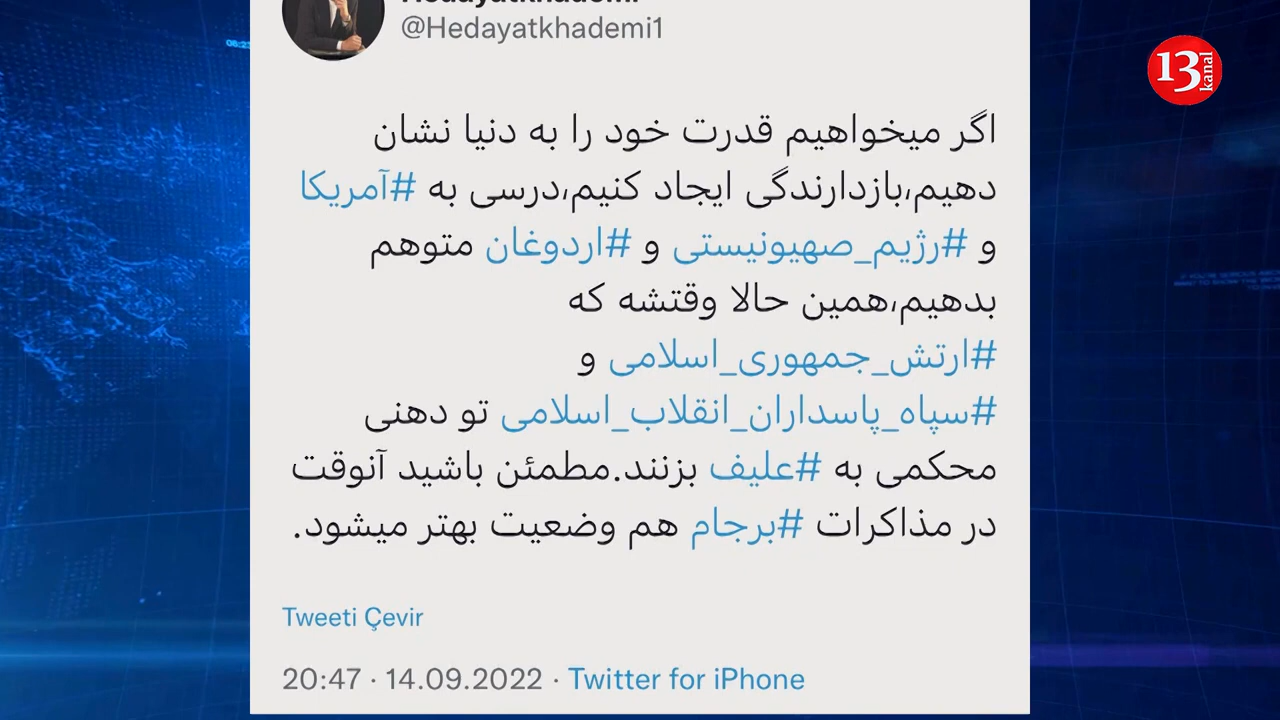 @Hedayatkhademi1
13 kanal
اگر میخواهیم قدرت خود را به دنیا نشان
دهیم،بازدارندگی ایجاد کنیم،درسی به #آمریکا
و #رژیم_صهیونیستی و #اردوغان متوهم
بدهیم،همین حالا وقتشه که
#ارتش_جمهوری_اسلامی و
#سپاه_پاسداران_انقلاب_اسلامی تو دهنی
محکمی به #علیف بزنند.مطمئن باشید آنوقت
در مذاکرات #برجام هم وضعیت بهتر میشود.
Tweeti Çevir
20:47 · 14.09.2022 · Twitter for iPhone